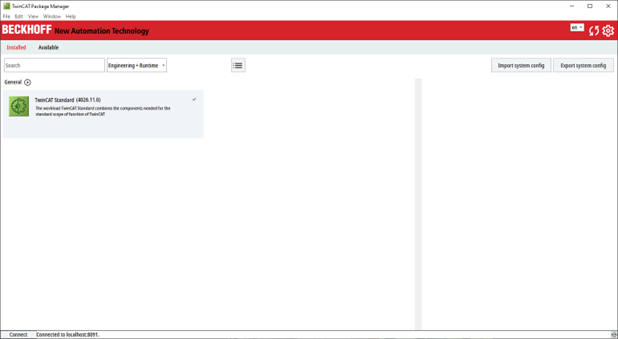 TwinCAT Package Manager
File Edit View Window Help
BECKHOFF New Automation Technology
en
Installed Available
Search
Engineering + Runtime
Import system config
Export system config
General
TwinCAT Standard (4026.11.0)
The workload TwinCAT Standard combines the components needed for the
standard scope of function of TwinCAT
Connect Connected to localhost:8091.